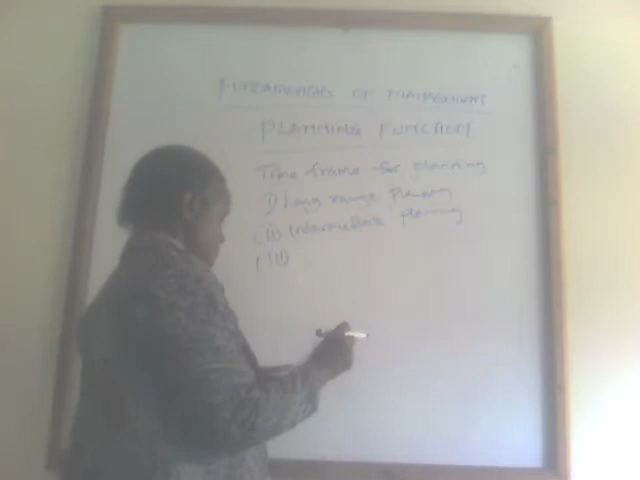 FUNDAMENTALS OF MANAGEMENT
PLANNING FUNCTION
Time frame for planning
i) Long range planning
(ii) Intermediate planning
(iii)